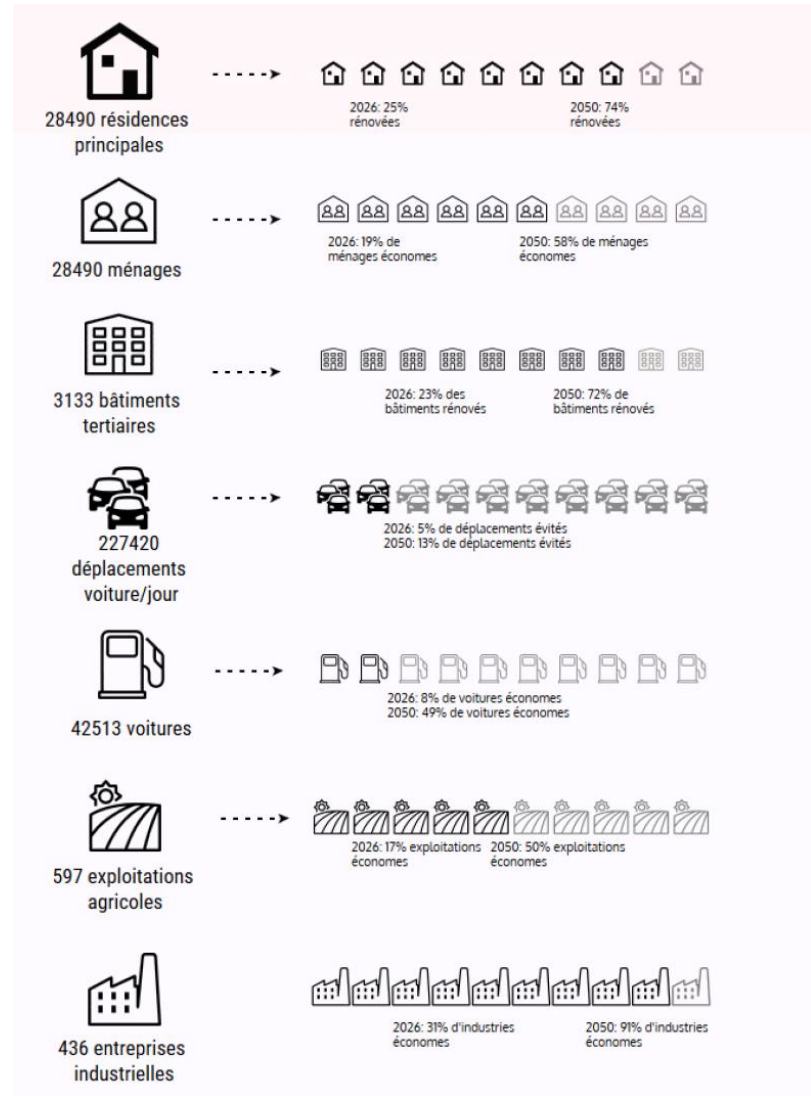 28490 résidences
principales
2026: 25%
rénovées
2050: 74%
rénovées
28490 ménages
2026: 19% de
ménages économes
2050: 58% de ménages
économes
3133 bâtiments
tertiaires
2026: 23% des
bâtiments rénovés
2050: 72% de
bâtiments rénovés
227420
déplacements
voiture/jour
2026: 5% de déplacements évités
2050: 13% de déplacements évités
42513 voitures
2026: 8% de voitures économes
2050: 49% de voitures économes
597 exploitations
agricoles
2026: 17% exploitations
économes
2050: 50% exploitations
économes
436 entreprises
industrielles
2026: 31% d'industries
économes
2050: 91% d'industries
économes